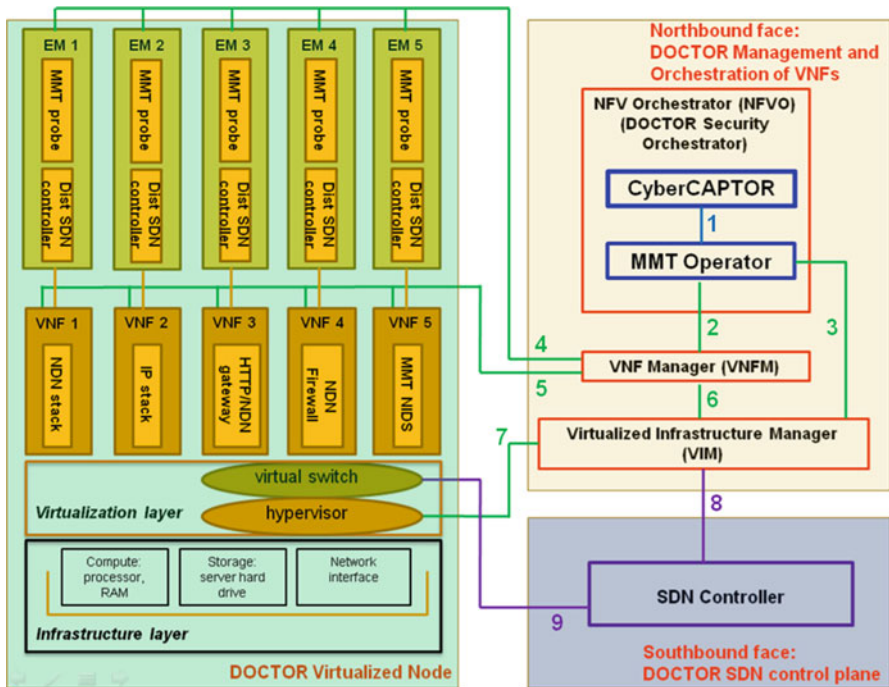 EM 1
EM 2
EM 3
EM 4
EM 5
MMT probe
MMT probe
MMT probe
MMT probe
MMT probe
Dist SDN
controller
Dist SDN
controller
Dist SDN
controller
Dist SDN
controller
Dist SDN
controller
VNF 1
VNF 2
VNF 3
VNF 4
VNF 5
NDN stack
IP stack
HTTP/NDN
gateway
NDN
Firewall
MMT NIDS
virtual switch
Virtualization layer
hypervisor
Compute:
processor,
RAM
Storage:
server hard
drive
Network
interface
Infrastructure layer
DOCTOR Virtualized Node
Northbound face:
DOCTOR Management and
Orchestration of VNFs
NFV Orchestrator (NFVO)
(DOCTOR Security
Orchestrator)
CyberCAPTOR
1
MMT Operator
2
3
4
5
VNF Manager (VNFM)
6
7
Virtualized Infrastructure Manager
(VIM)
8
SDN Controller
9
Southbound face:
DOCTOR SDN control plane